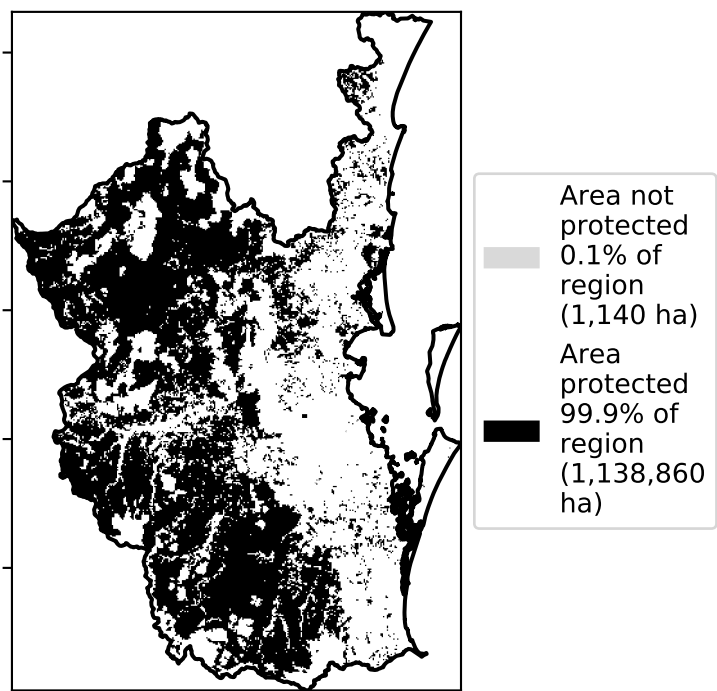 Area not
protected
0.1% of
region
(1,140 ha)
Area
protected
99.9% of
region
(1,138,860
ha)